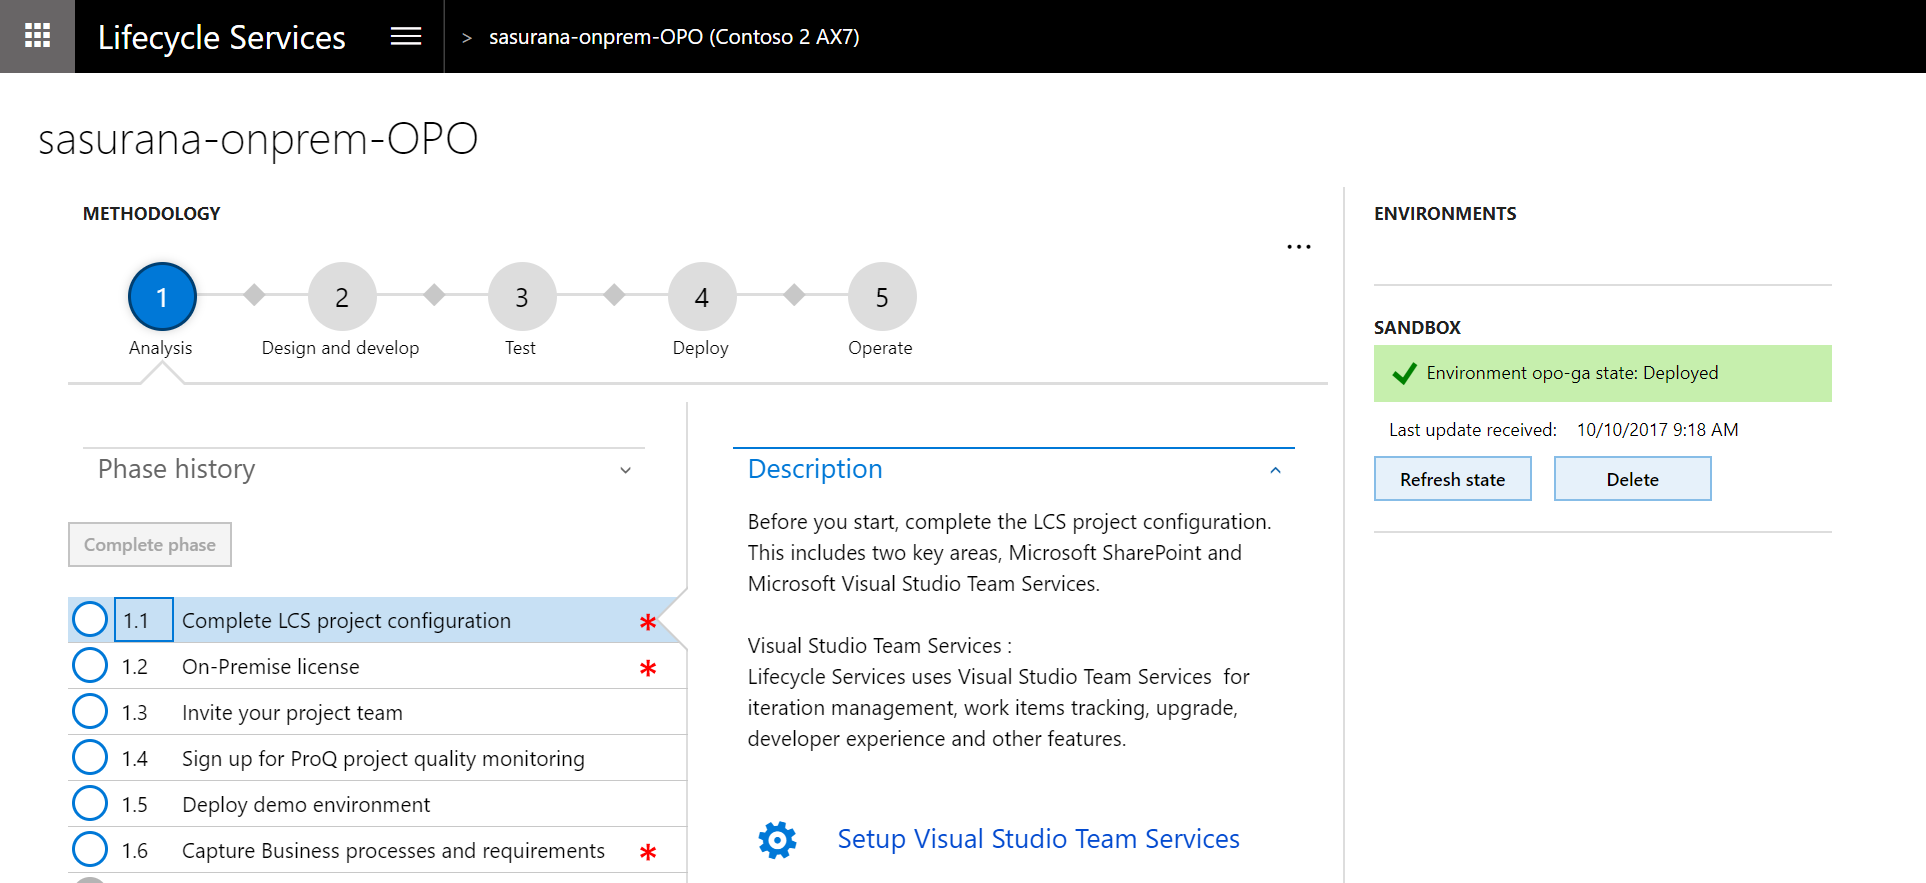 Lifecycle Services
> sasurana-onprem-OPO (Contoso 2 AX7)
sasurana-onprem-OPO
METHODOLOGY
...
1
2
3
4
5
Analysis
Design and develop
Test
Deploy
Operate
Phase history
Complete phase
1.1 Complete LCS project configuration *
1.2 On-Premise license *
1.3 Invite your project team
1.4 Sign up for ProQ project quality monitoring
1.5 Deploy demo environment
1.6 Capture Business processes and requirements *
Description
Before you start, complete the LCS project configuration.
This includes two key areas, Microsoft SharePoint and
Microsoft Visual Studio Team Services.
Visual Studio Team Services :
Lifecycle Services uses Visual Studio Team Services  for
iteration management, work items tracking, upgrade,
developer experience and other features.
Setup Visual Studio Team Services
ENVIRONMENTS
SANDBOX
Environment opo-ga state: Deployed
Last update received: 10/10/2017 9:18 AM
Refresh state
Delete